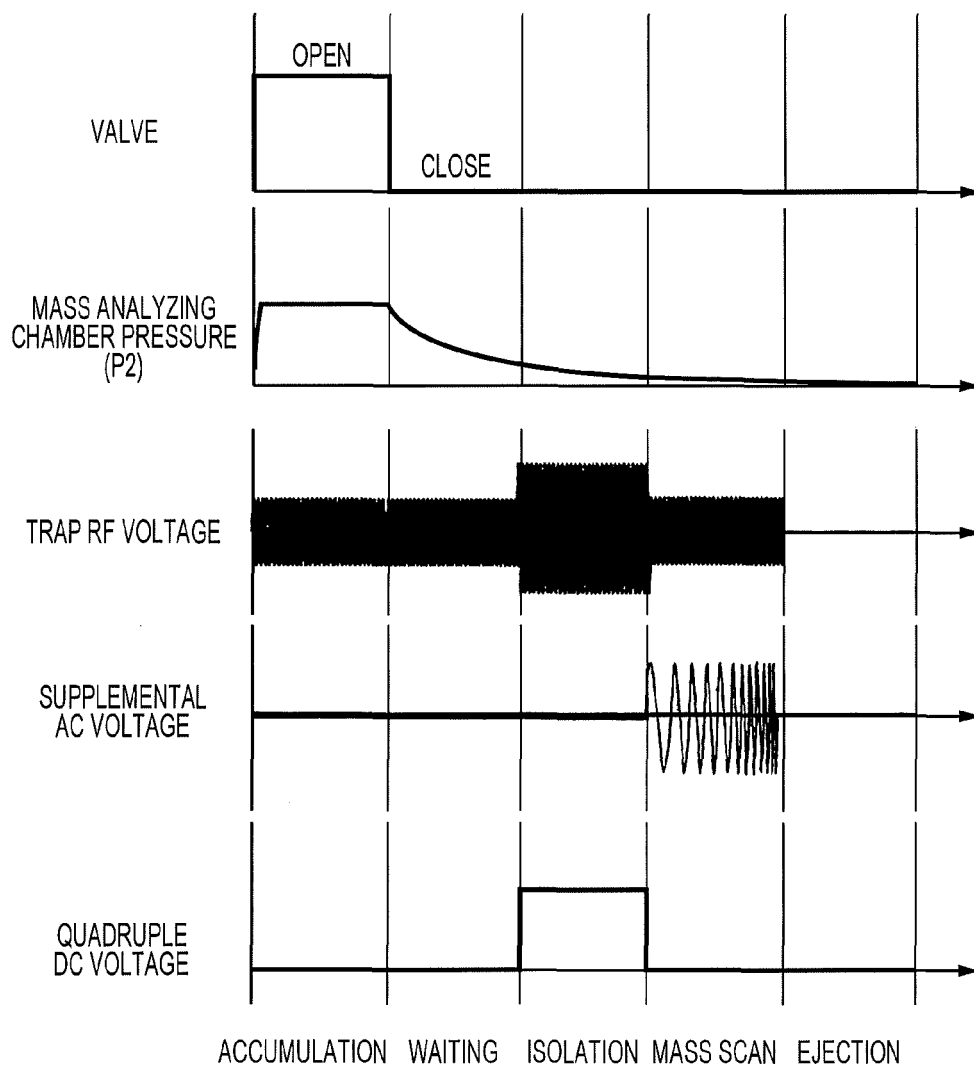 OPEN
VALVE
CLOSE
MASS ANALYZING
CHAMBER PRESSURE
(P2)
TRAP RF VOLTAGE
SUPPLEMENTAL
AC VOLTAGE
QUADRUPLE
DC VOLTAGE
ACCUMULATION WAITING ISOLATION MASS SCAN EJECTION